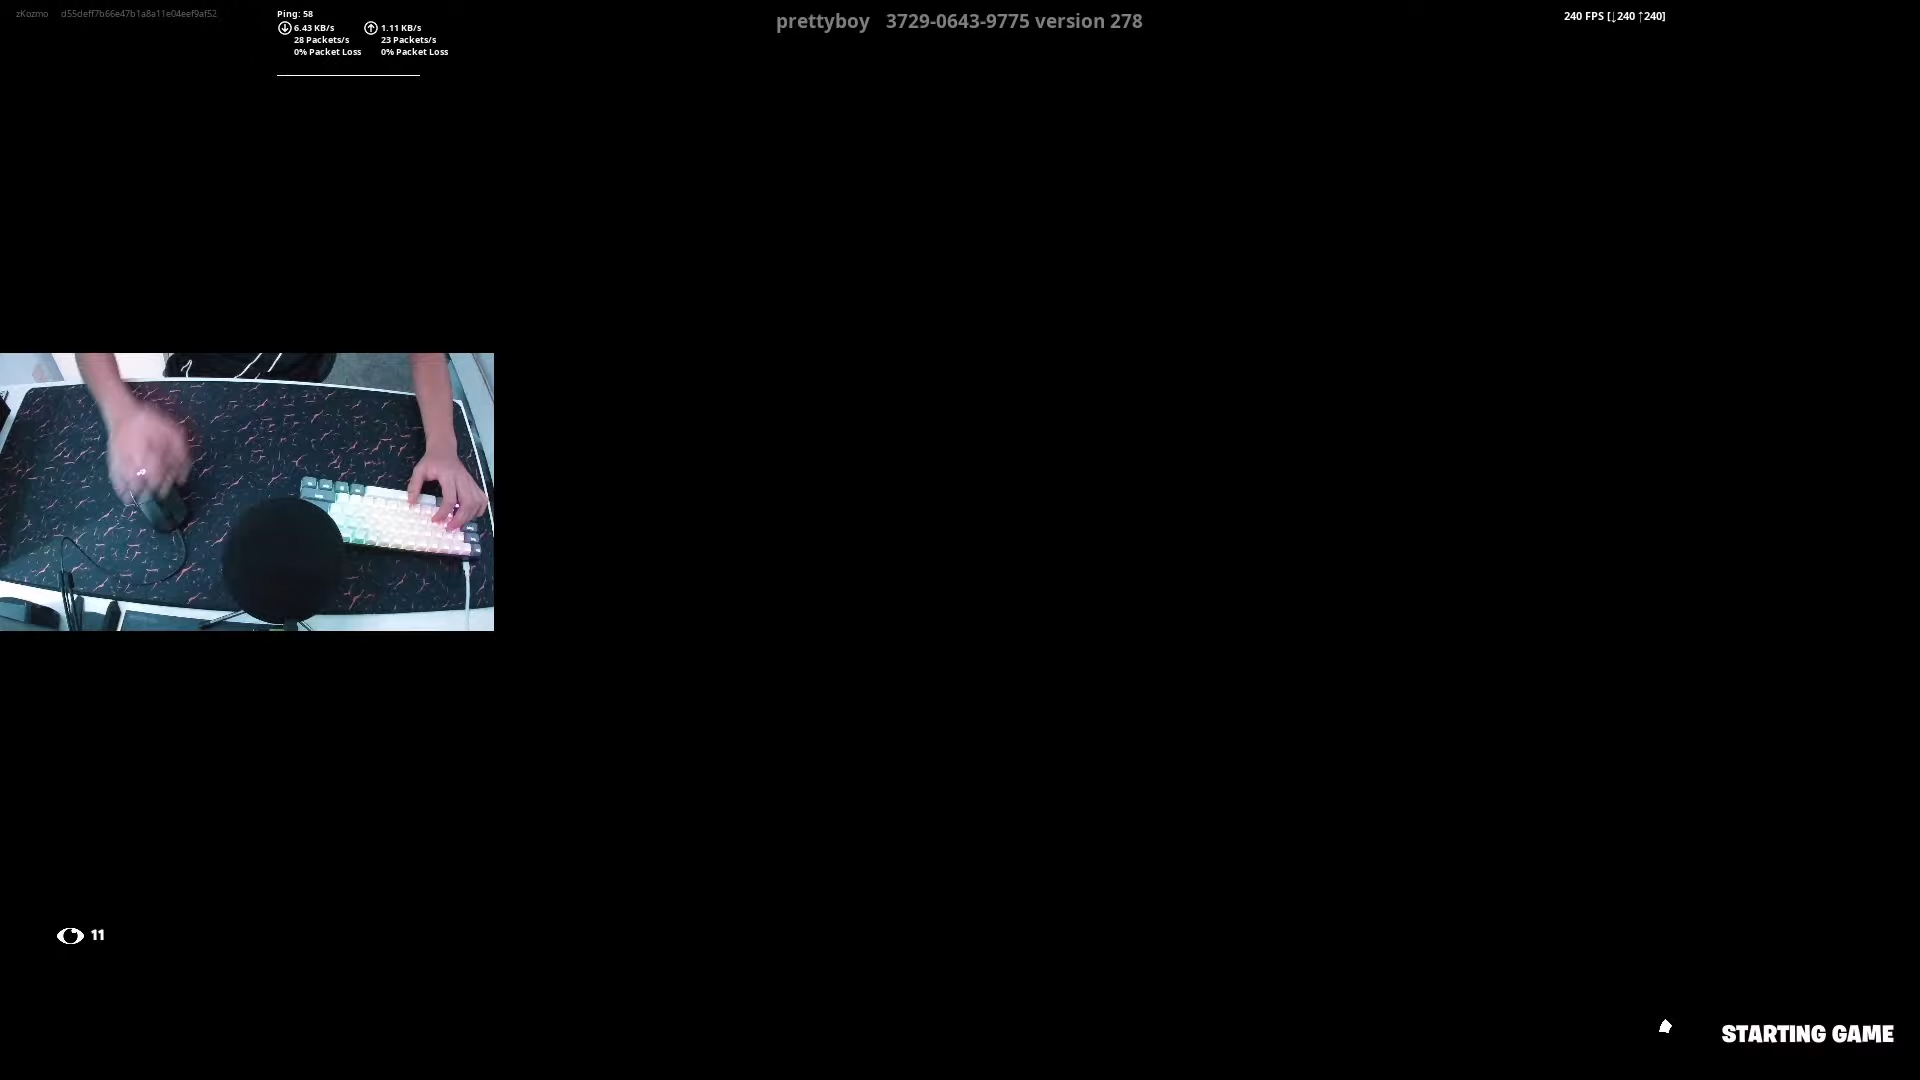 zKozmo d55deff7b66e47b1a8a11e04eef9af52
Ping: 58
6.43 KB/s 1.11 KB/s
28 Packets/s 23 Packets/s
0% Packet Loss 0% Packet Loss
prettyboy 3729-0643-9775 version 278
240 FPS [↓240 ↑240]
11
STARTING GAME